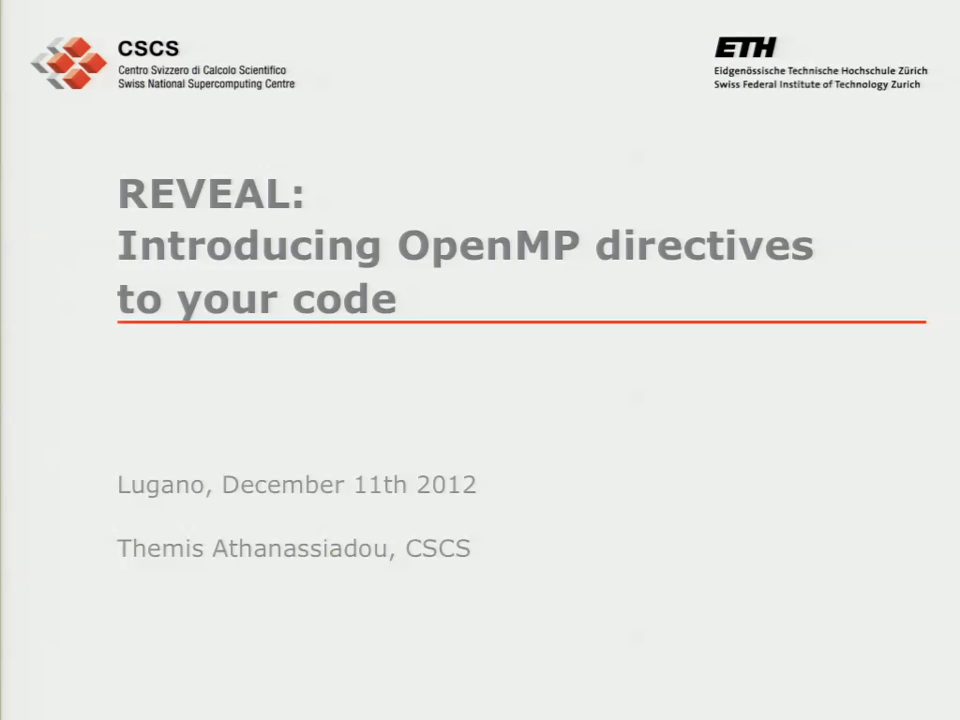 CSCS
Centro Svizzero di Calcolo Scientifico
Swiss National Supercomputing Centre
ETH
Eidgenössische Technische Hochschule Zürich
Swiss Federal Institute of Technology Zurich
REVEAL:
Introducing OpenMP directives
to your code
Lugano, December 11th 2012
Themis Athanassiadou, CSCS